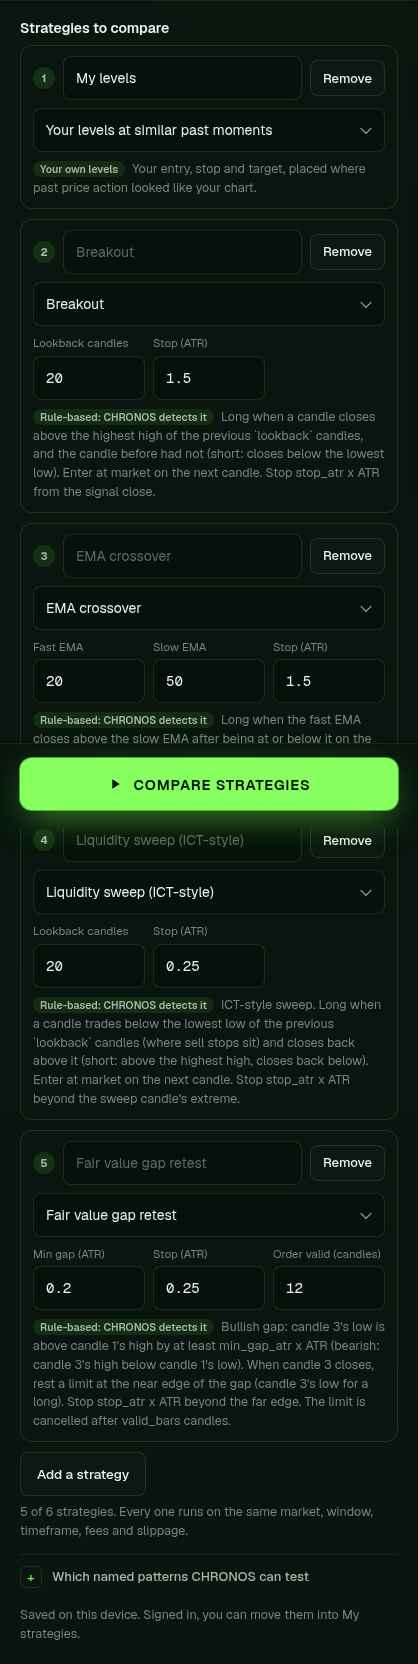 Strategies to compare
1 My levels Remove
Your levels at similar past moments
Your own levels Your entry, stop and target, placed where
past price action looked like your chart.
2 Breakout Remove
Breakout
Lookback candles Stop (ATR)
20 1.5
Rule-based: CHRONOS detects it Long when a candle closes
above the highest high of the previous `lookback` candles,
and the candle before had not (short: closes below the lowest
low). Enter at market on the next candle. Stop stop_atr x ATR
from the signal close.
3 EMA crossover Remove
EMA crossover
Fast EMA Slow EMA Stop (ATR)
20 50 1.5
Rule-based: CHRONOS detects it Long when the fast EMA
closes above the slow EMA after being at or below it on the
COMPARE STRATEGIES
4 Liquidity sweep (ICT-style) Remove
Liquidity sweep (ICT-style)
Lookback candles Stop (ATR)
20 0.25
Rule-based: CHRONOS detects it ICT-style sweep. Long when
a candle trades below the lowest low of the previous
`lookback` candles (where sell stops sit) and closes back
above it (short: above the highest high, closes back below).
Enter at market on the next candle. Stop stop_atr x ATR
beyond the sweep candle's extreme.
5 Fair value gap retest Remove
Fair value gap retest
Min gap (ATR) Stop (ATR) Order valid (candles)
0.2 0.25 12
Rule-based: CHRONOS detects it Bullish gap: candle 3's low is
above candle 1's high by at least min_gap_atr x ATR (bearish:
candle 3's high below candle 1's low). When candle 3 closes,
rest a limit at the near edge of the gap (candle 3's low for a
long). Stop stop_atr x ATR beyond the far edge. The limit is
cancelled after valid_bars candles.
Add a strategy
5 of 6 strategies. Every one runs on the same market, window,
timeframe, fees and slippage.
+ Which named patterns CHRONOS can test
Saved on this device. Signed in, you can move them into My
strategies.